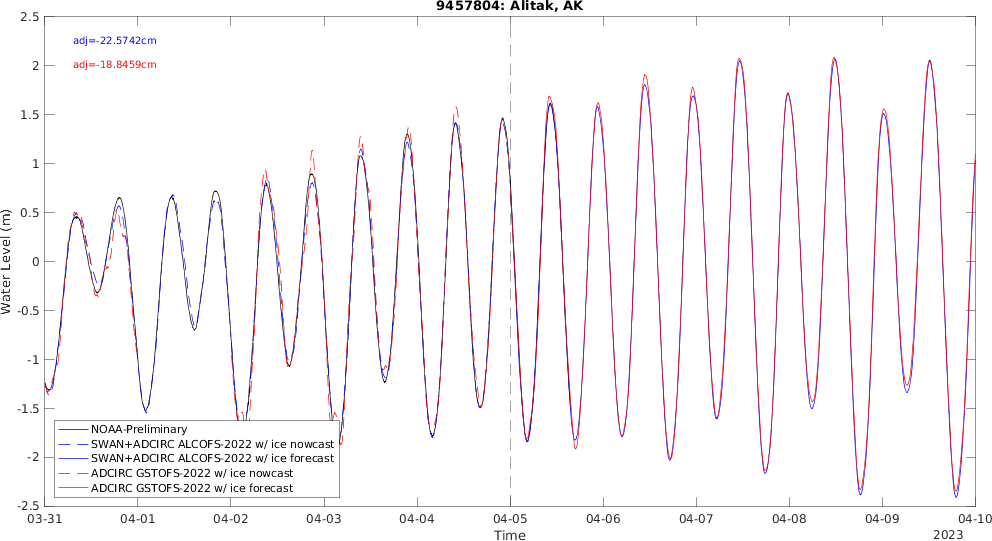 9457804: Alitak, AK
adj=-22.5742cm
adj=-18.8459cm
2.5
2
1.5
1
0.5
0
-0.5
-1
-1.5
-2
-2.5
Water Level (m)
NOAA-Preliminary
SWAN+ADCIRC ALCOFS-2022 w/ ice nowcast
SWAN+ADCIRC ALCOFS-2022 w/ ice forecast
ADCIRC GSTOFS-2022 w/ ice nowcast
ADCIRC GSTOFS-2022 w/ ice forecast
03-31 04-01 04-02 04-03 04-04 04-05 04-06 04-07 04-08 04-09 04-10
Time
2023